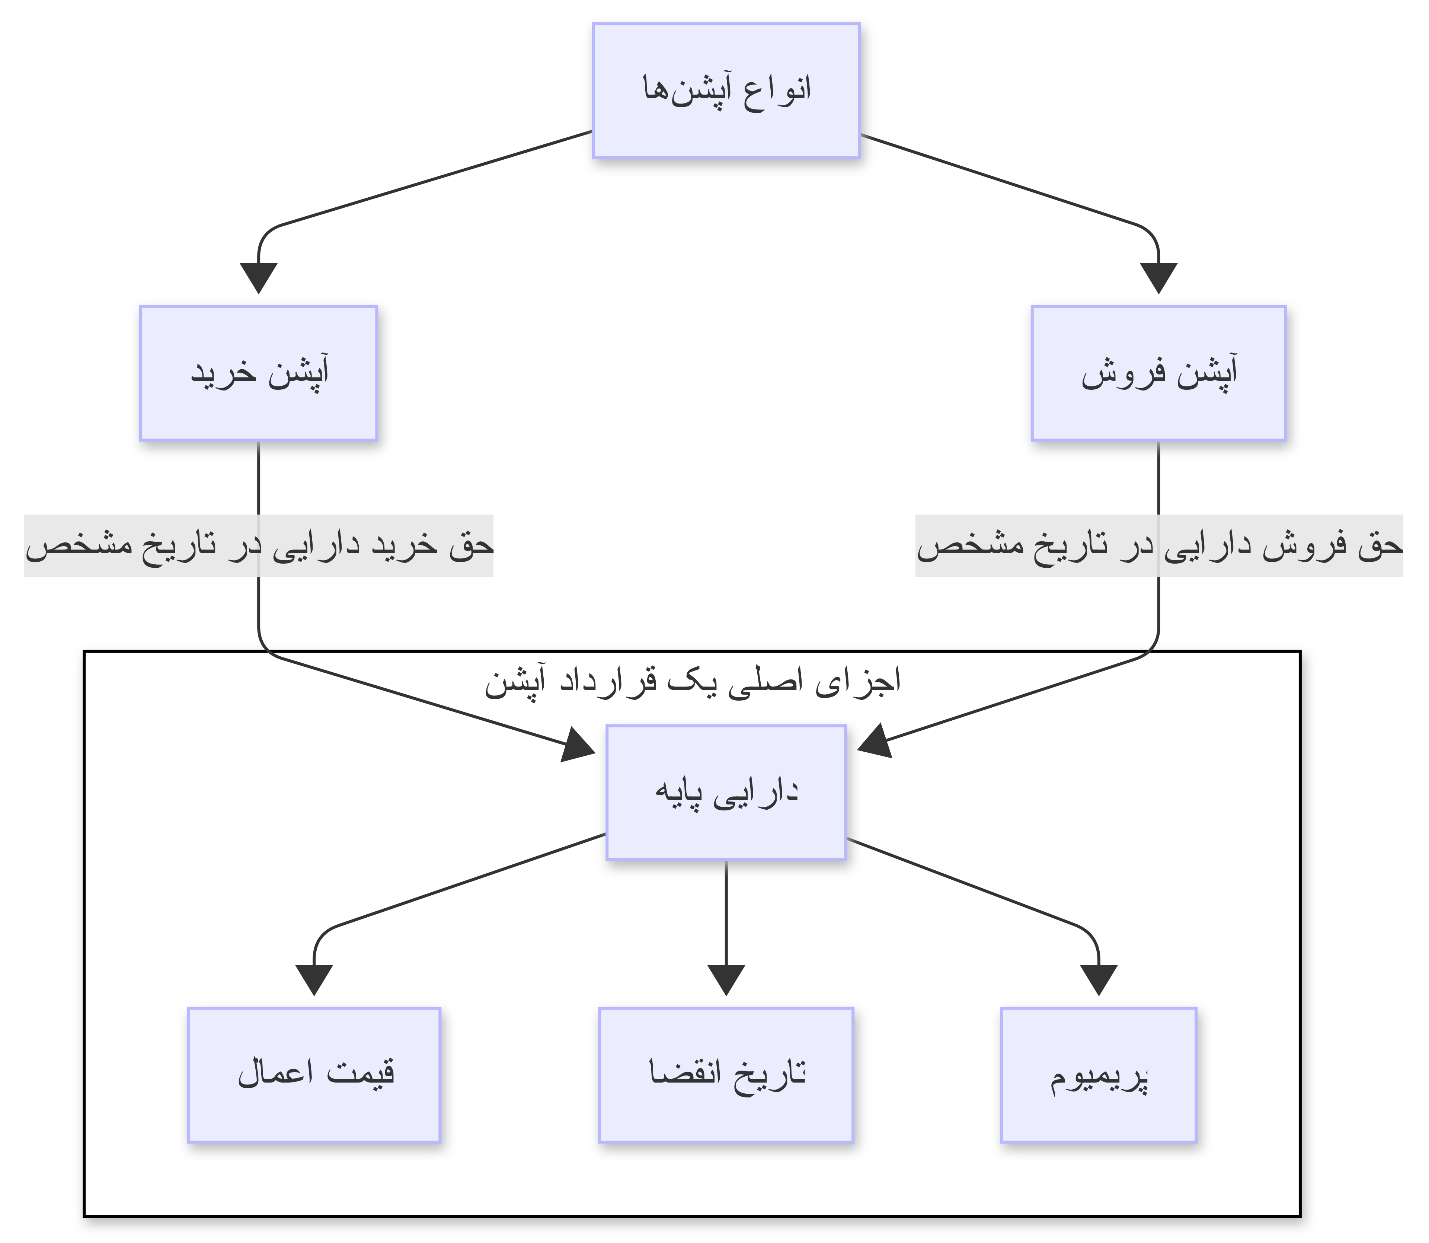 انواع آپشن‌ها
آپشن فروش
آپشن خرید
حق فروش دارایی در تاریخ مشخص
حق خرید دارایی در تاریخ مشخص
اجزای اصلی یک قرارداد آپشن
دارایی پایه
پریمیوم
تاریخ انقضا
قیمت اعمال